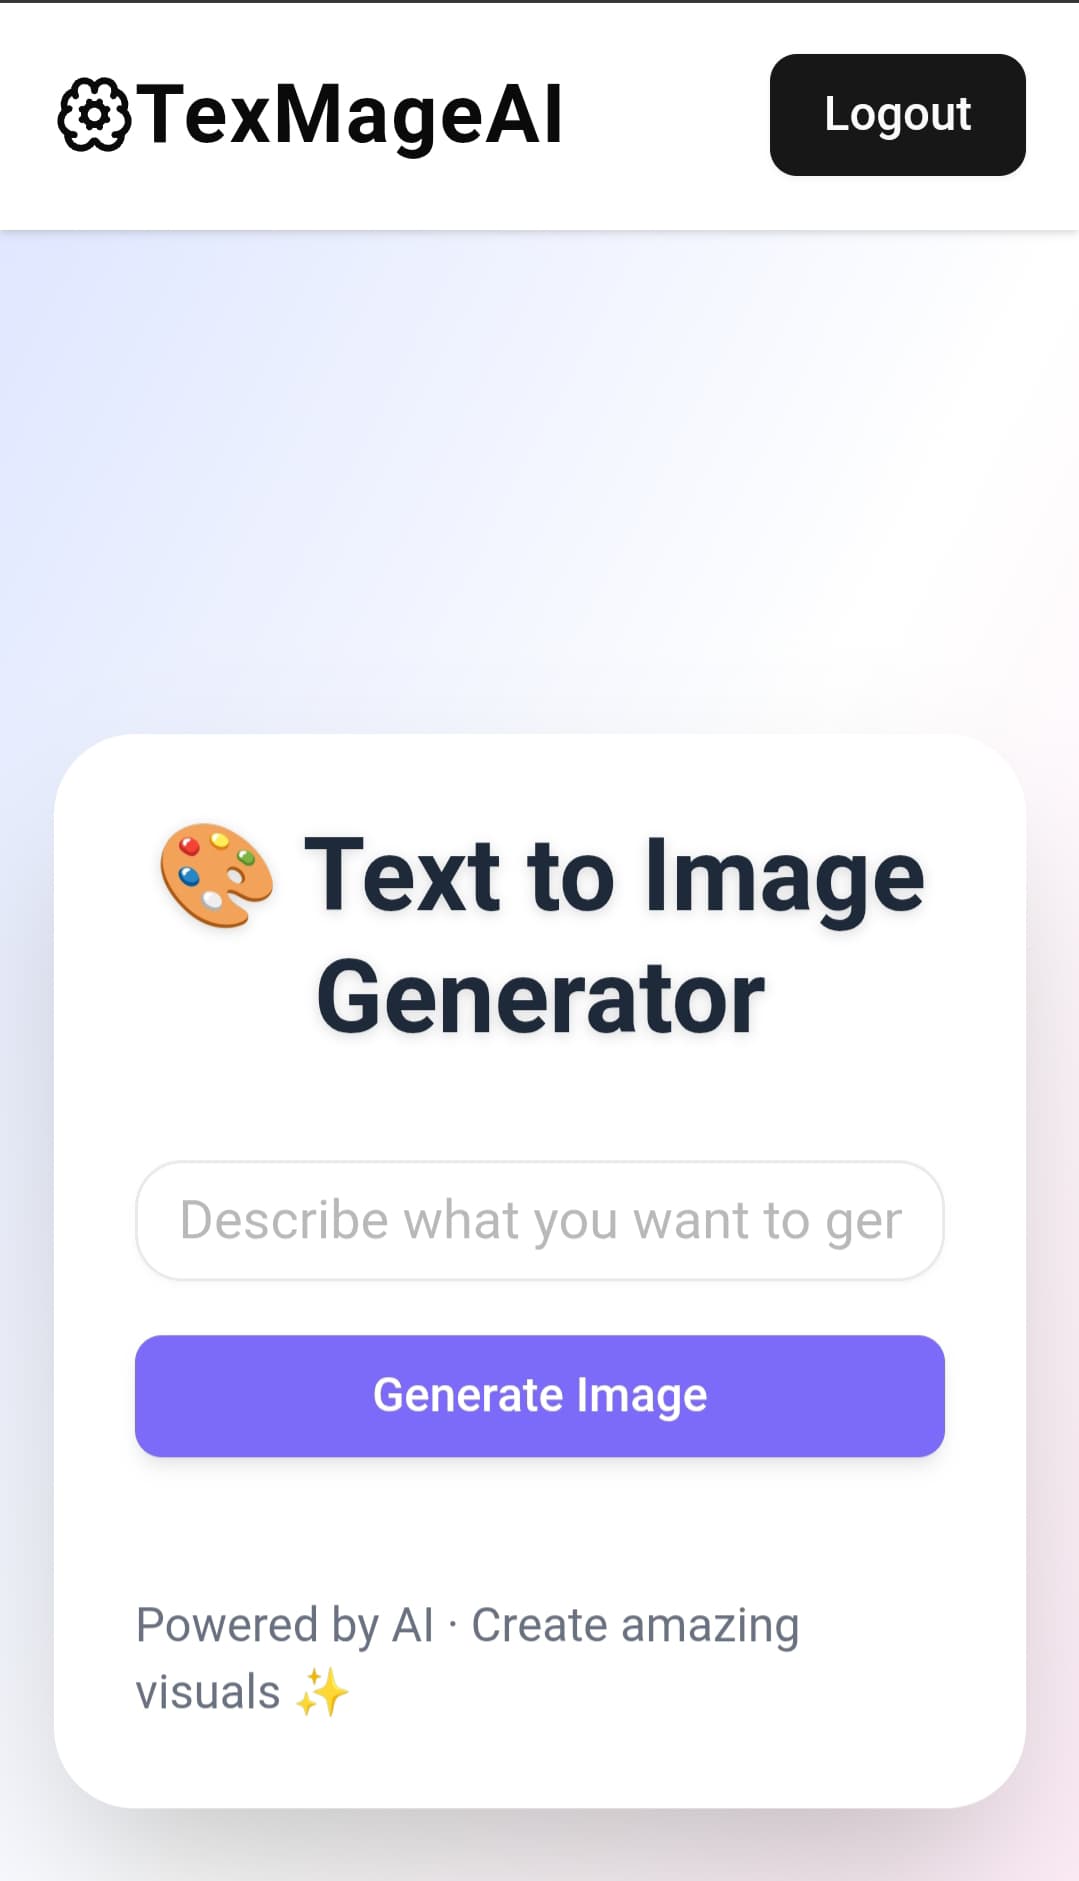 TexMageAI
Logout
🎨 Text to Image
Generator
Describe what you want to ger
Generate Image
Powered by AI · Create amazing
visuals ✨